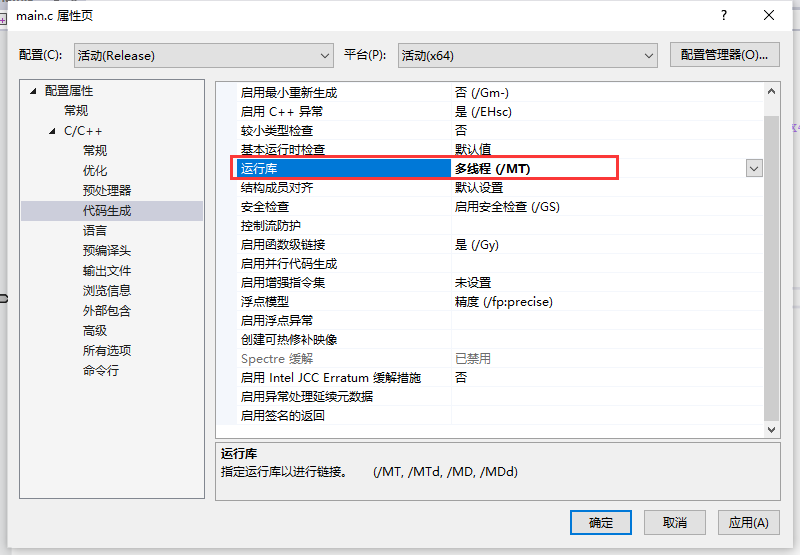 main.c 属性页
配置(C): 活动(Release) 平台(P): 活动(x64) 配置管理器(O)...
配置属性
常规
C/C++
常规
优化
预处理器
代码生成
语言
预编译头
输出文件
浏览信息
外部包含
高级
所有选项
命令行
启用最小重新生成 否 (/Gm-)
启用 C++ 异常 是 (/EHsc)
较小类型检查 否
基本运行时检查 默认值
运行库 多线程 (/MT)
结构成员对齐 默认设置
安全检查 启用安全检查 (/GS)
控制流防护
启用函数级链接 是 (/Gy)
启用并行代码生成
启用增强指令集 未设置
浮点模型 精度 (/fp:precise)
启用浮点异常
创建可热修补映像
Spectre 缓解 已禁用
启用 Intel JCC Erratum 缓解措施 否
启用异常处理延续元数据
启用签名的返回
运行库
指定运行库以进行链接。 (/MT, /MTd, /MD, /MDd)
确定 取消 应用(A)